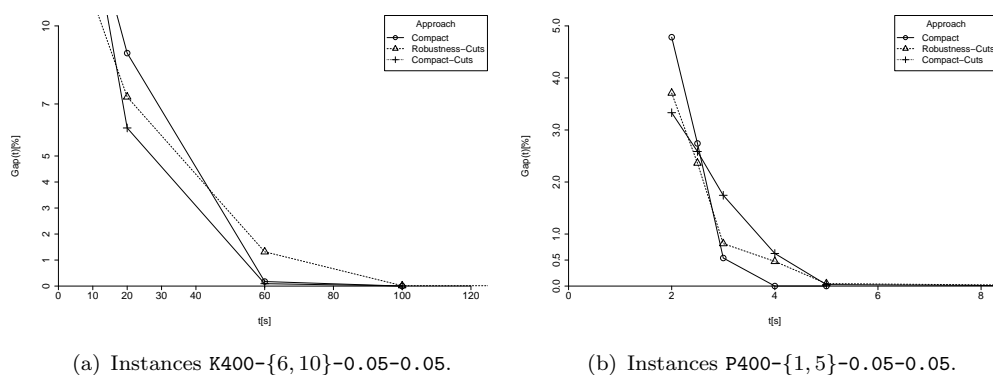 Gap(t)[%]
10
7
5
4
2
1
0
0 10 20 30 40 50 60 70 80 90 100 120
t[s]
Approach
Compact
Robustness−Cuts
Compact−Cuts
(a) Instances K400-{6, 10}-0.05-0.05.
Gap(t)[%]
5.0
4.0
3.0
2.0
1.0
0.5
0.0
0 2 4 6 8
t[s]
Approach
Compact
Robustness−Cuts
Compact−Cuts
(b) Instances P400-{1, 5}-0.05-0.05.